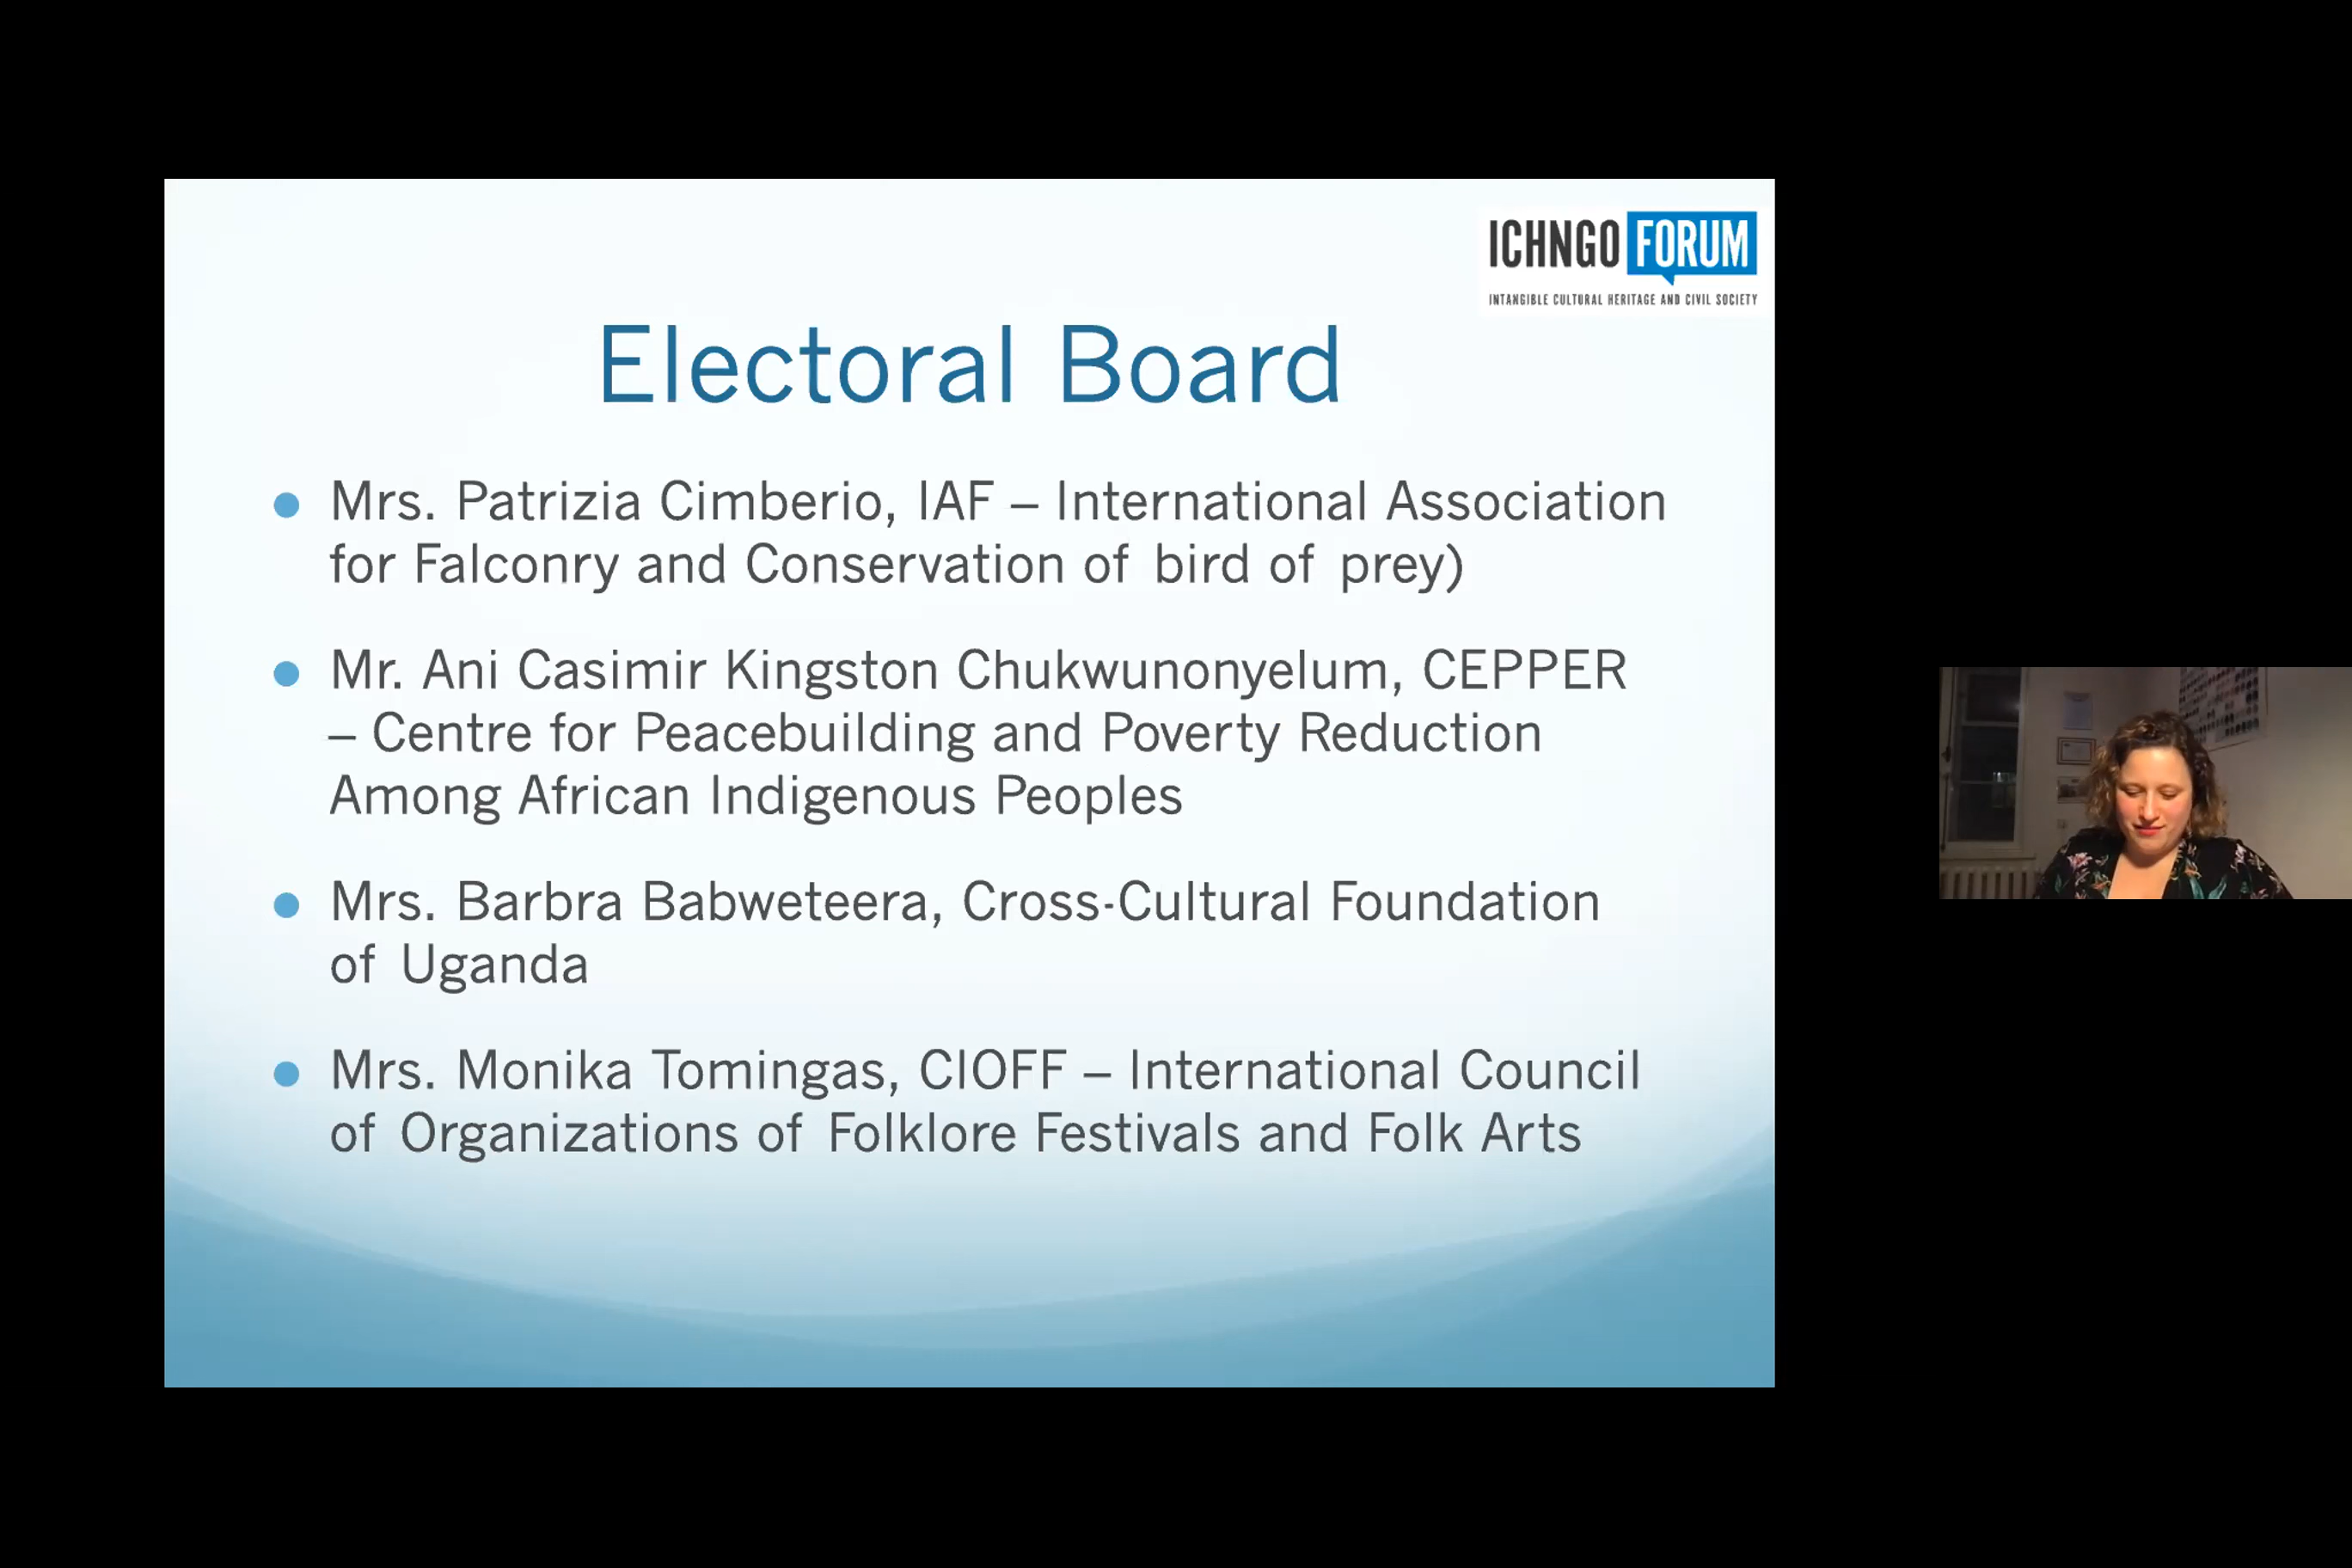 ICHNGO FORUM
INTANGIBLE CULTURAL HERITAGE AND CIVIL SOCIETY
Electoral Board
Mrs. Patrizia Cimberio, IAF – International Association
for Falconry and Conservation of bird of prey)
Mr. Ani Casimir Kingston Chukwunonyelum, CEPPER
– Centre for Peacebuilding and Poverty Reduction
Among African Indigenous Peoples
Mrs. Barbra Babweteera, Cross-Cultural Foundation
of Uganda
Mrs. Monika Tomingas, CIOFF – International Council
of Organizations of Folklore Festivals and Folk Arts